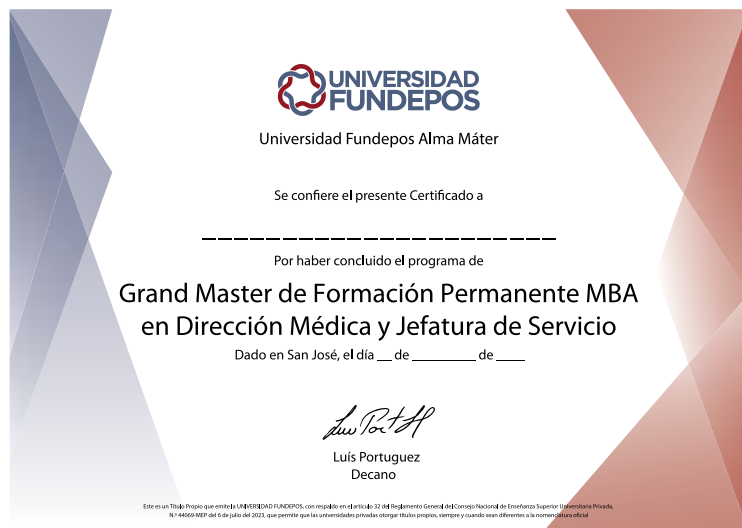 UNIVERSIDAD
FUNDEPOS
Universidad Fundepos Alma Máter
Se confiere el presente Certificado a
_ _ _ _ _ _ _ _ _ _ _ _ _ _ _ _ _ _ _ _ _ _
Por haber concluido el programa de
Grand Master de Formación Permanente MBA
en Dirección Médica y Jefatura de Servicio
Dado en San José, el día __ de ________ de ____
Luís Portuguez
Decano
Este es un Título Propio que emite la UNIVERSIDAD FUNDEPOS, con respaldo en el artículo 32 del Reglamento General del Consejo Nacional de Enseñanza Superior Universitaria Privada,
N.º 44069-MEP del 6 de julio del 2023, que permite que las universidades privadas otorgar títulos propios, siempre y cuando sean diferentes a la nomenclatura oficial